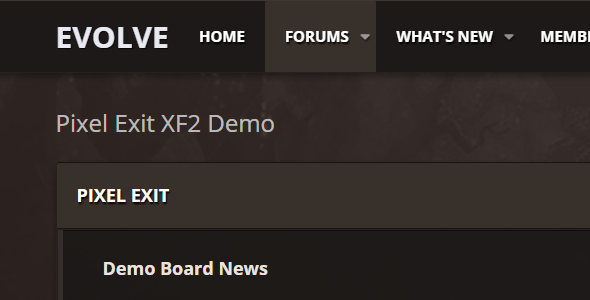 EVOLVE HOME FORUMS WHAT'S NEW
Pixel Exit XF2 Demo
PIXEL EXIT
Demo Board News